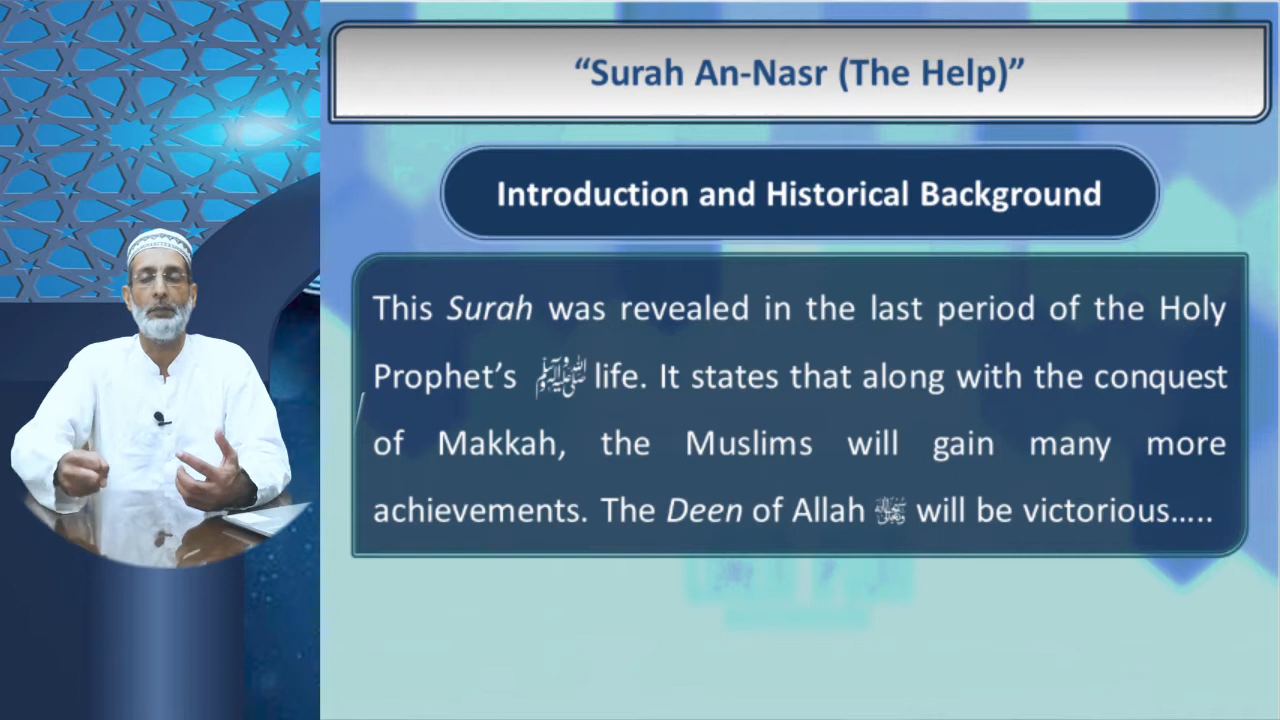 “Surah An-Nasr (The Help)”
Introduction and Historical Background
This Surah was revealed in the last period of the Holy
Prophet’s ﷺ life. It states that along with the conquest
of Makkah, the Muslims will gain many more
achievements. The Deen of Allah will be victorious…..